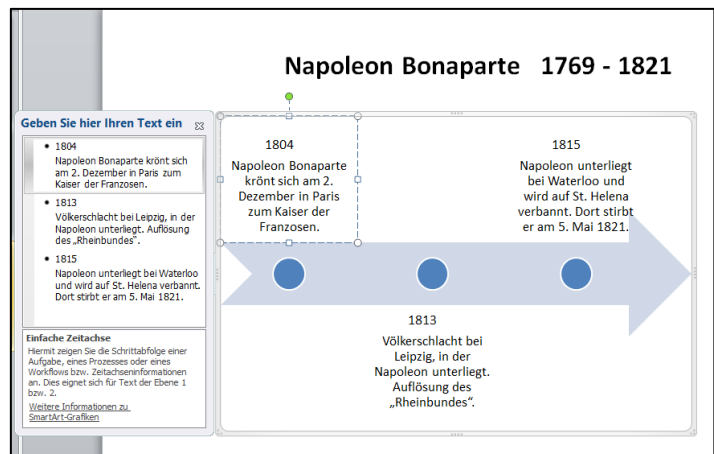 Napoleon Bonaparte 1769 - 1821
Geben Sie hier Ihren Text ein
• 1804
Napoleon Bonaparte krönt sich
am 2. Dezember in Paris zum
Kaiser der Franzosen.
• 1813
Völkerschlacht bei Leipzig, in der
Napoleon unterliegt. Auflösung
des „Rheinbundes".
• 1815
Napoleon unterliegt bei Waterloo
und wird auf St. Helena verbannt.
Dort stirbt er am 5. Mai 1821.
Einfache Zeitachse
Hiermit zeigen Sie die Schrittabfolge einer
Aufgabe, eines Prozesses oder eines
Workflows bzw. Zeitachseninformationen
an. Dies eignet sich für Text der Ebene 1
bzw. 2.
Weitere Informationen zu
SmartArt-Grafiken
1804
Napoleon Bonaparte
krönt sich am 2.
Dezember in Paris
zum Kaiser der
Franzosen.
1813
Völkerschlacht bei
Leipzig, in der
Napoleon unterliegt.
Auflösung des
„Rheinbundes".
1815
Napoleon unterliegt
bei Waterloo und
wird auf St. Helena
verbannt. Dort stirbt
er am 5. Mai 1821.